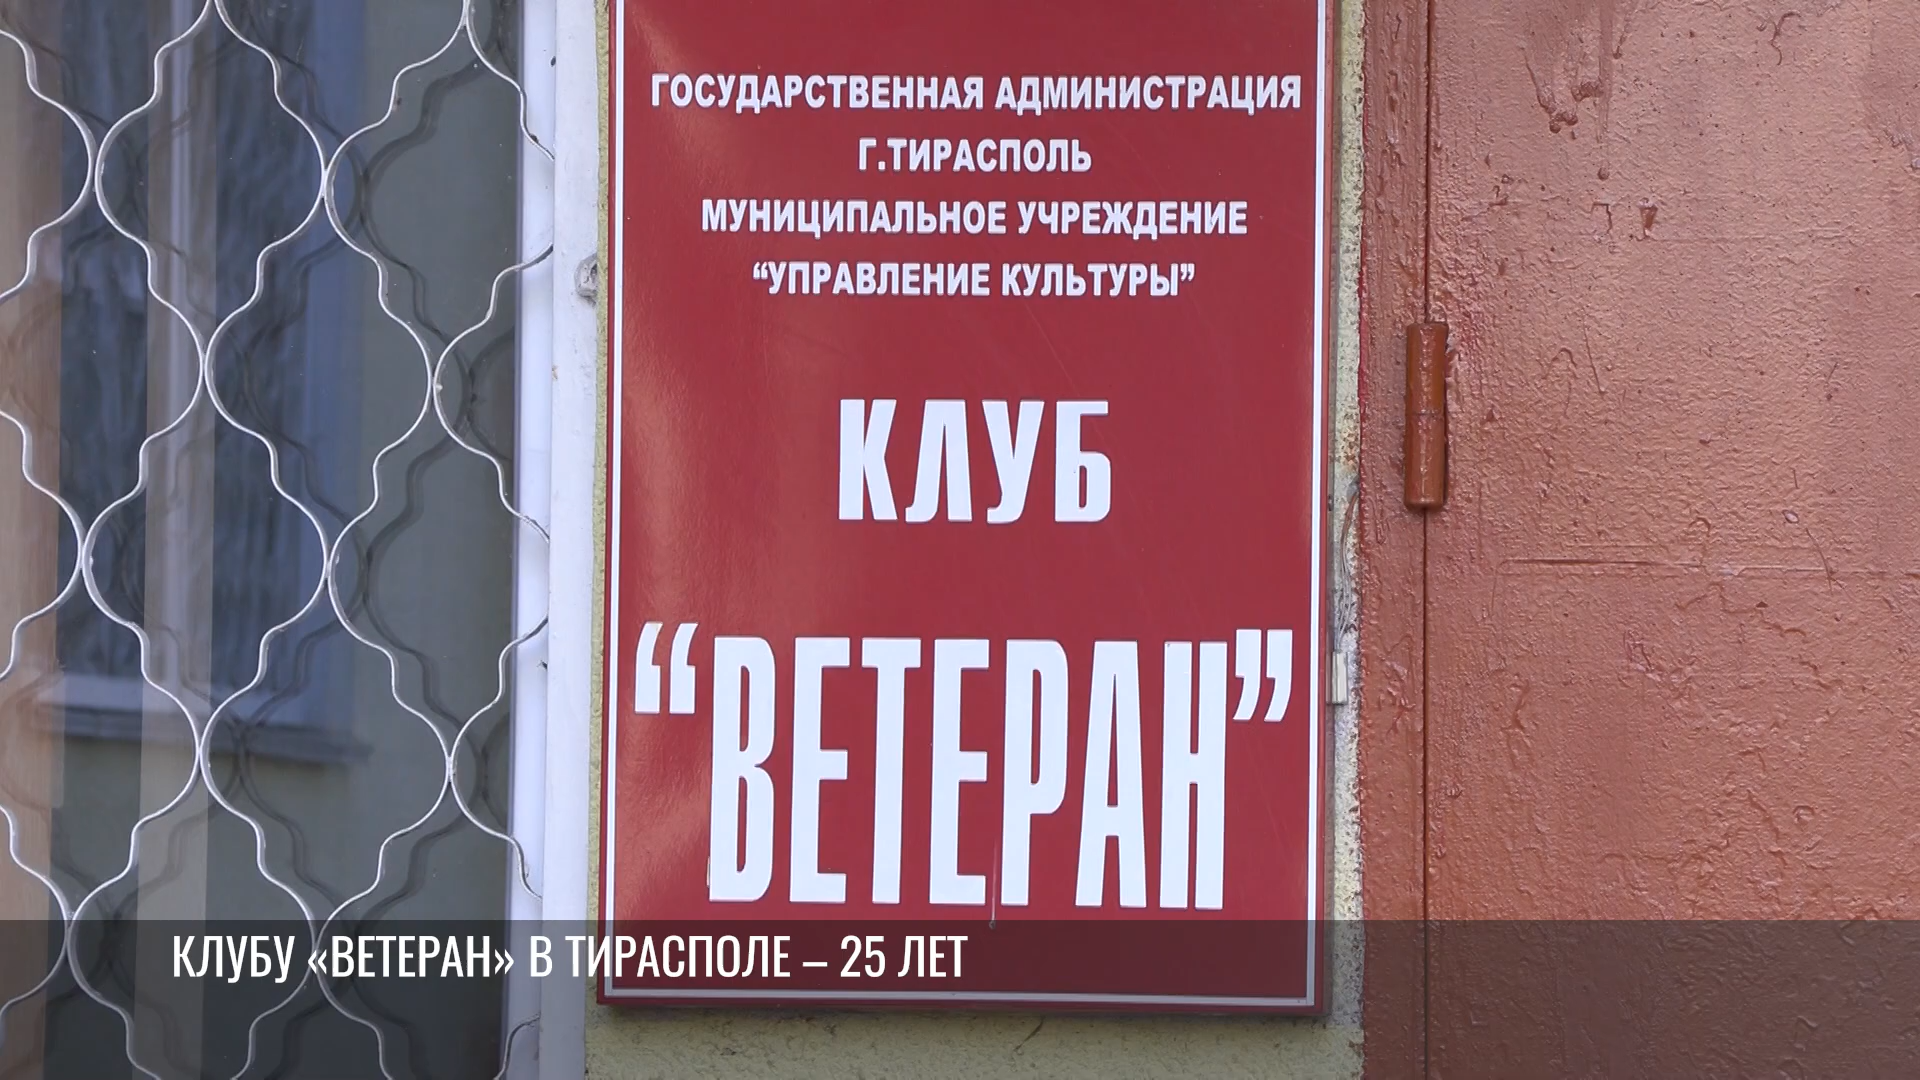 ГОСУДАРСТВЕННАЯ АДМИНИСТРАЦИЯ
Г.ТИРАСПОЛЬ
МУНИЦИПАЛЬНОЕ УЧРЕЖДЕНИЕ
“УПРАВЛЕНИЕ КУЛЬТУРЫ”
КЛУБ
“ВЕТЕРАН”
КЛУБУ «ВЕТЕРАН» В ТИРАСПОЛЕ – 25 ЛЕТ